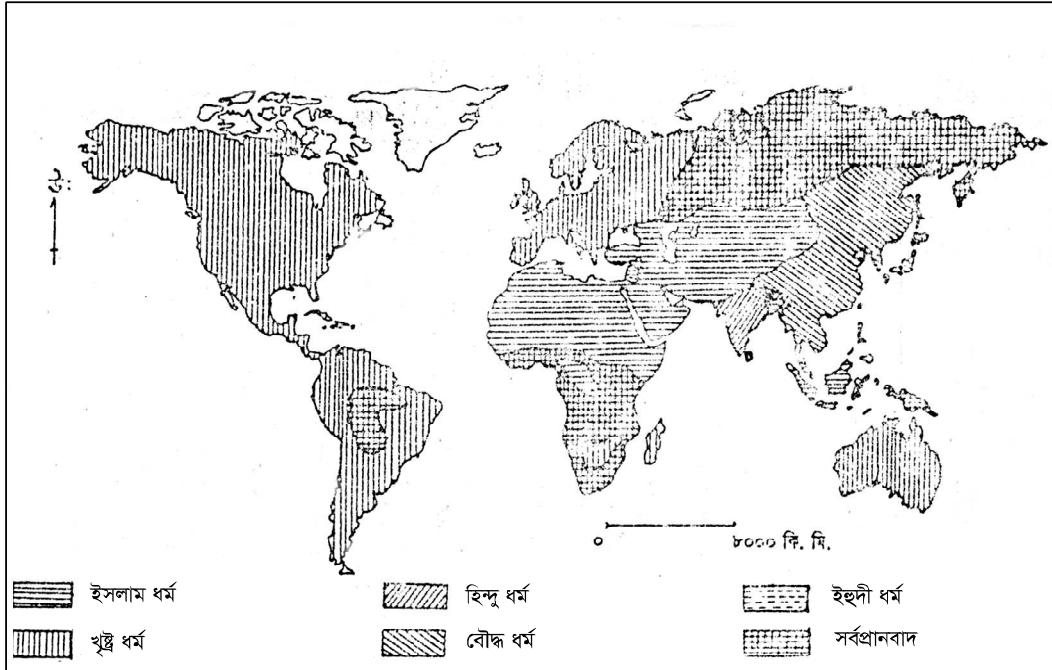 উঃ
০ ৮০০০ কি. মি.
ইসলাম ধর্ম হিন্দু ধর্ম ইহুদী ধর্ম
খৃষ্ট্র ধর্ম বৌদ্ধ ধর্ম সর্বপ্রানবাদ